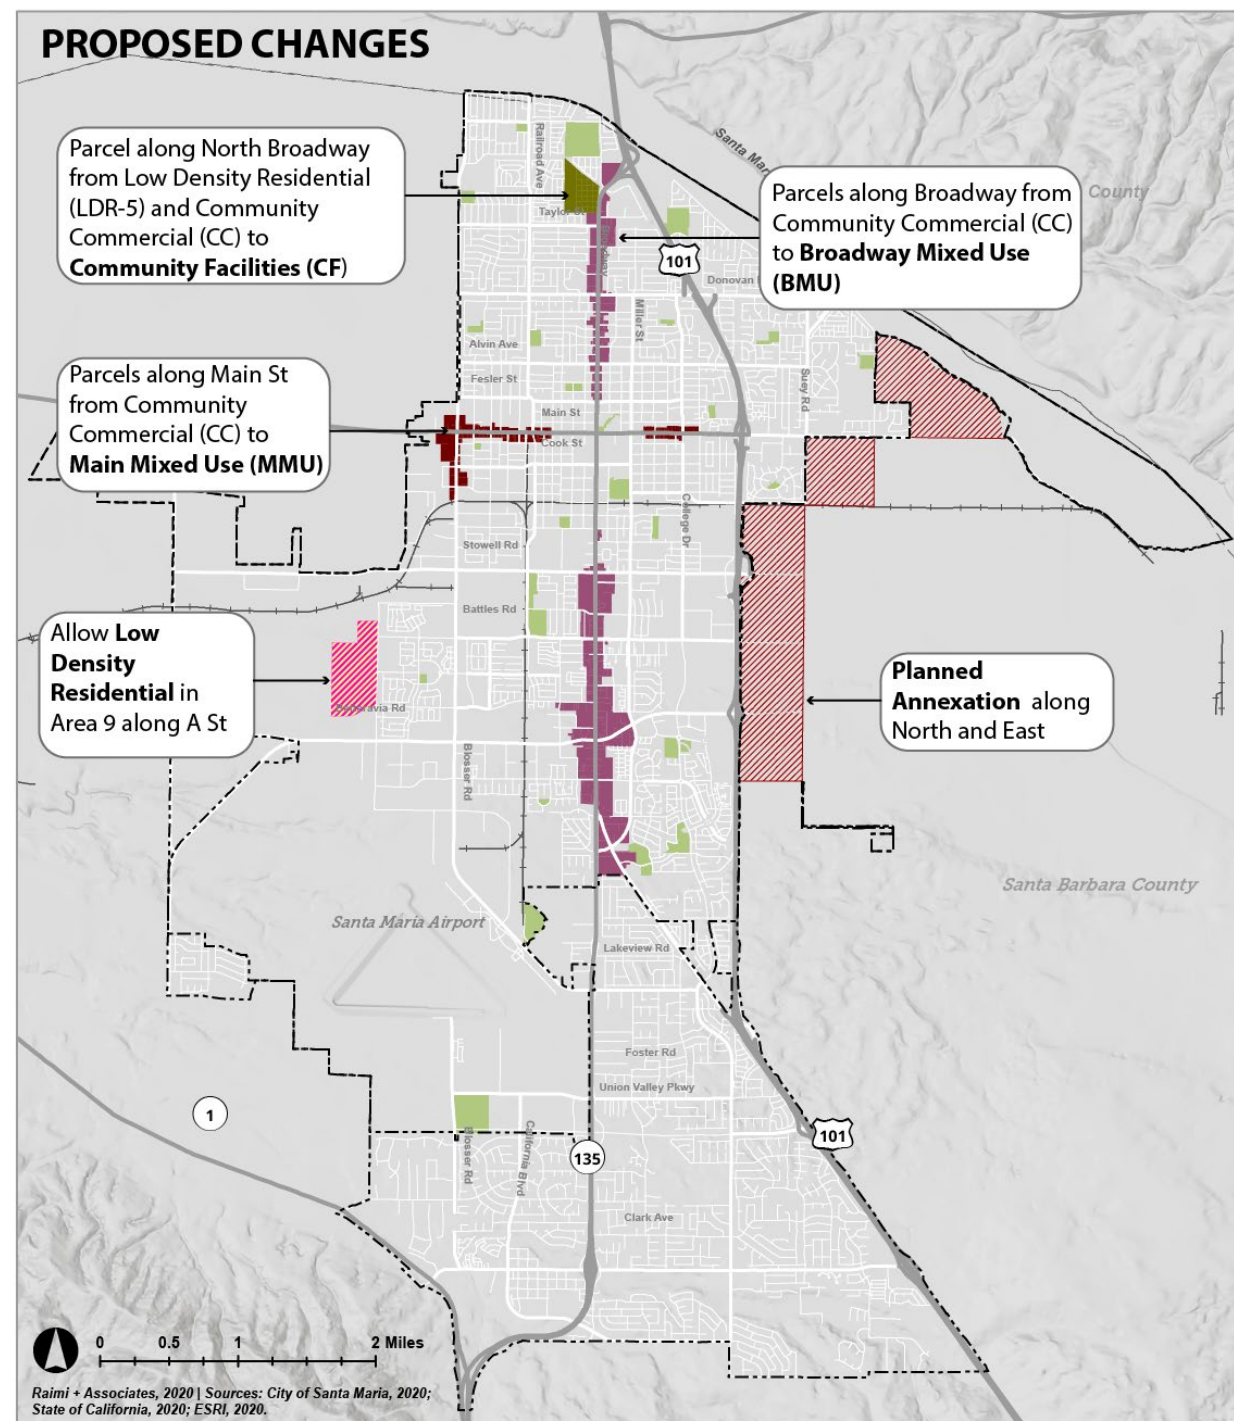 PROPOSED CHANGES
Parcel along North Broadway
from Low Density Residential
(LDR-5) and Community
Commercial (CC) to
Community Facilities (CF)
Parcels along Broadway from
Community Commercial (CC)
to Broadway Mixed Use
(BMU)
Parcels along Main St
from Community
Commercial (CC) to
Main Mixed Use (MMU)
Allow Low
Density
Residential in
Area 9 along A St
Planned
Annexation along
North and East
Santa Mar
County
Railroad Ave
Taylor St
Broadway
101
Donovan
Miller St
Alvin Ave
Fesler St
Suey Rd
Main St
Cook St
College Dr
Stowell Rd
Battles Rd
Blosser Rd
Santa Barbara County
Santa Maria Airport
Lakeview Rd
Foster Rd
Union Valley Pkwy
1
101
135
Blosser Rd
California Blvd
Clark Ave
0 0.5 1 2 Miles
Raimi + Associates, 2020 | Sources: City of Santa Maria, 2020;
State of California, 2020; ESRI, 2020.